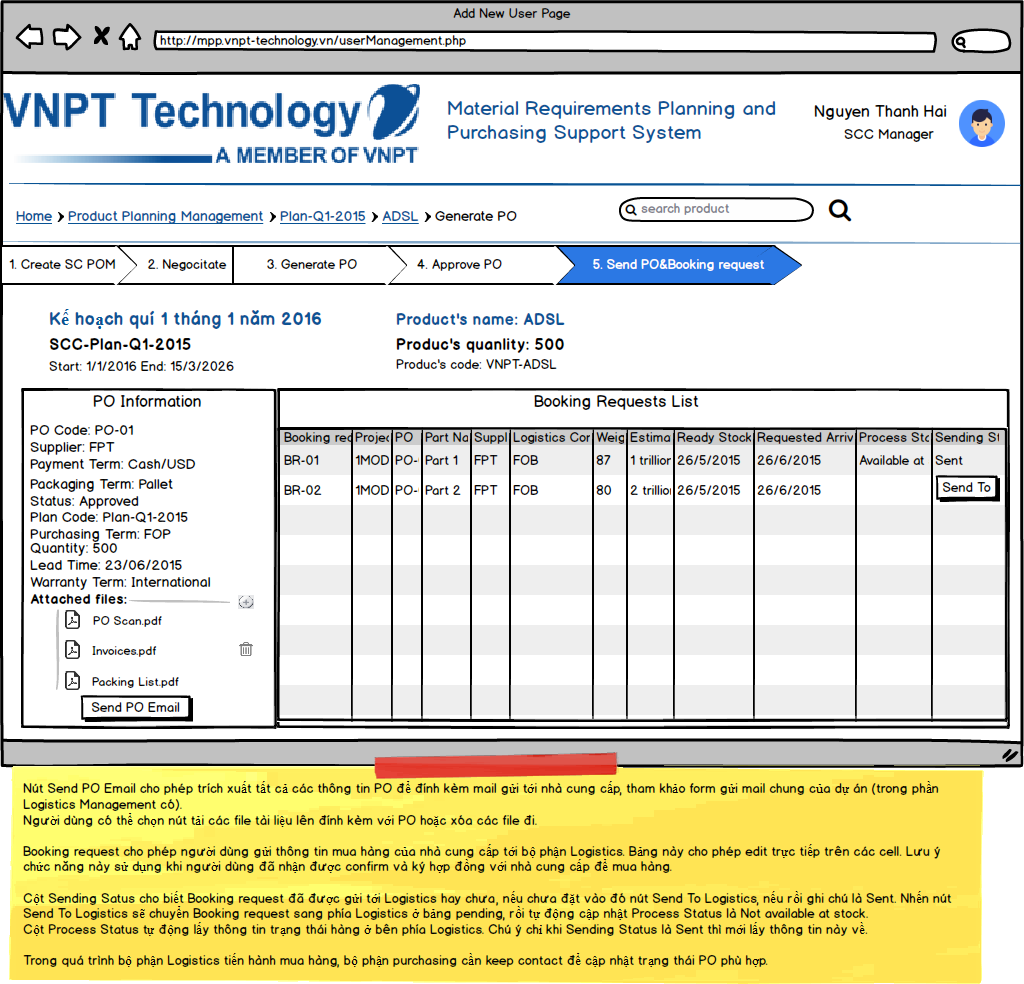 Add New User Page
http://mpp.vnpt-technology.vn/userManagement.php
VNPT Technology
A MEMBER OF VNPT
Material Requirements Planning and
Purchasing Support System
Nguyen Thanh Hai
SCC Manager
Home Product Planning Management Plan-Q1-2015 ADSL Generate PO
search product
1. Create SC POM 2. Negocitate 3. Generate PO 4. Approve PO 5. Send PO&Booking request
Kế hoạch quí 1 tháng 1 năm 2016
SCC-Plan-Q1-2015
Start: 1/1/2016 End: 15/3/2026
Product's name: ADSL
Produc's quanlity: 500
Produc's code: VNPT-ADSL
PO Information
PO Code: PO-01
Supplier: FPT
Payment Term: Cash/USD
Packaging Term: Pallet
Status: Approved
Plan Code: Plan-Q1-2015
Purchasing Term: FOP
Quantity: 500
Lead Time: 23/06/2015
Warranty Term: International
Attached files:
PO Scan.pdf
Invoices.pdf
Packing List.pdf
Send PO Email
Booking Requests List
Booking rec Projec PO Part Na Suppl Logistics Cor Weig Estima Ready Stock Requested Arriv Process Sta Sending St
BR-01 1MOD PO- Part 1 FPT FOB 87 1 trillior 26/5/2015 26/6/2015 Available at Sent
BR-02 1MOD PO- Part 2 FPT FOB 80 2 trillior 26/5/2015 26/6/2015 Send To
Nút Send PO Email cho phép trích xuất tất cả các thông tin PO để đính kèm mail gửi tới nhà cung cấp, tham khảo form gửi mail chung của dự án (trong phần
Logistics Management có).
Người dùng có thể chọn nút tải các file tài liệu lên đính kèm với PO hoặc xóa các file đi.
Booking request cho phép người dùng gửi thông tin mua hàng của nhà cung cấp tới bộ phận Logistics. Bảng này cho phép edit trực tiếp trên các cell. Lưu ý
chức năng này sử dụng khi người dùng đã nhận được confirm và ký hợp đồng với nhà cung cấp để mua hàng.
Cột Sending Satus cho biết Booking request đã được gửi tới Logistics hay chưa, nếu chưa đặt vào đó nút Send To Logistics, nếu rồi ghi chú là Sent. Nhấn nút
Send To Logistics sẽ chuyển Booking request sang phía Logistics ở bảng pending, rồi tự động cập nhật Process Status là Not available at stock.
Cột Process Status tự động lấy thông tin trạng thái hàng ở bên phía Logistics. Chú ý chỉ khi Sending Status là Sent thì mới lấy thông tin này về.
Trong quá trình bộ phận Logistics tiến hành mua hàng, bộ phận purchasing cần keep contact để cập nhật trạng thái PO phù hợp.